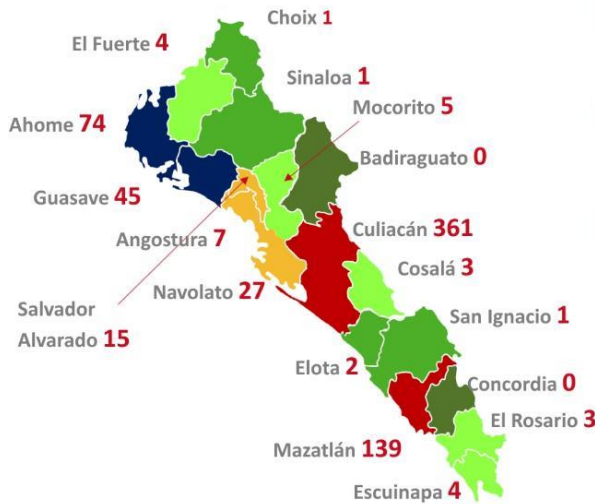 Choix 1
El Fuerte 4
Sinaloa 1
Mocorito 5
Ahome 74
Badiraguato 0
Guasave 45
Culiacán 361
Angostura 7
Cosalá 3
Navolato 27
Salvador
Alvarado 15
San Ignacio 1
Elota 2
Concordia 0
El Rosario 3
Mazatlán 139
Escuinapa 4